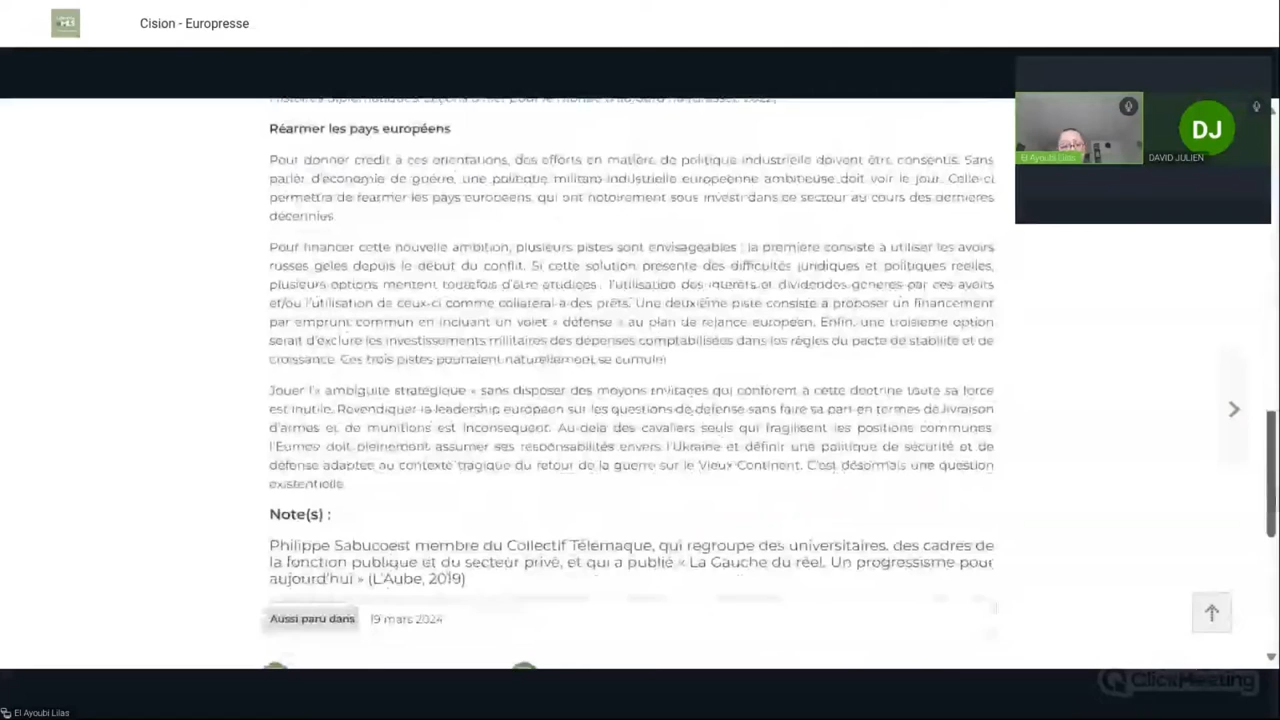 Cision - Europresse
Réarmer les pays européens
Pour donner crédit à ces orientations, des efforts en matière de politique industrielle doivent être consentis. Sans
parler d'économie de guerre, une politique militaro-industrielle européenne ambitieuse doit voir le jour. Celle-ci
permettra de réarmer les pays européens, qui ont notoirement sous-investi dans ce secteur au cours des dernières
décennies.
Pour financer cette nouvelle ambition, plusieurs pistes sont envisageables : la première consiste à utiliser les avoirs
russes gelés depuis le début du conflit. Si cette solution présente des difficultés juridiques et politiques réelles,
plusieurs options méritent toutefois d'être étudiées : l'utilisation des intérêts et dividendes générés par ces avoirs
et/ou l'utilisation de ceux-ci comme collatéral à des prêts. Une deuxième piste consiste à proposer un financement
par emprunt commun en incluant un volet « défense » au plan de relance européen. Enfin, une troisième option
serait d'exclure les investissements militaires des dépenses comptabilisées dans les règles du pacte de stabilité et de
croissance. Ces trois pistes pourraient naturellement se cumuler.
Jouer l'« ambiguïté stratégique » sans disposer des moyens militaires qui confèrent à cette doctrine toute sa force
est inutile. Revendiquer le leadership européen sur les questions de défense sans faire sa part en termes de livraison
d'armes et de munitions est inconséquent. Au-delà des cavaliers seuls qui fragilisent les positions communes,
l'Europe doit pleinement assumer ses responsabilités envers l'Ukraine et définir une politique de sécurité et de
défense adaptée au contexte tragique du retour de la guerre sur le Vieux Continent. C'est désormais une question
existentielle.
Note(s) :
Philippe Sabucoest membre du Collectif Télémaque, qui regroupe des universitaires, des cadres de
la fonction publique et du secteur privé, et qui a publié « La Gauche du réel. Un progressisme pour
aujourd'hui » (L'Aube, 2019)
Aussi paru dans 19 mars 2024
DJ
El Ayoubi Lilas
DAVID JULIEN
ClickMeeting
El Ayoubi Lilas